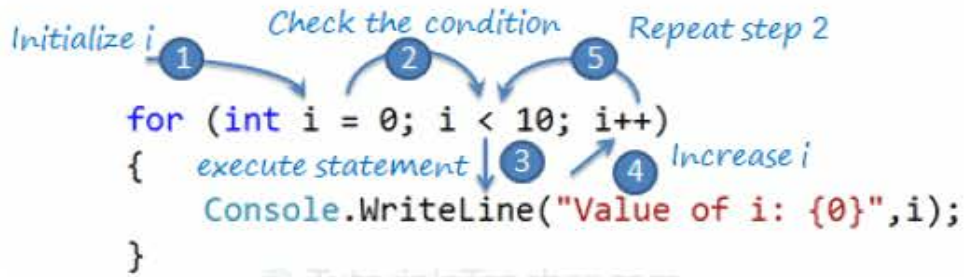 Initialize i
Check the condition
Repeat step 2
1
2
5
for (int i = 0; i < 10; i++)
{
execute statement
3
4
Increase i
Console.WriteLine("Value of i: {0}",i);
}